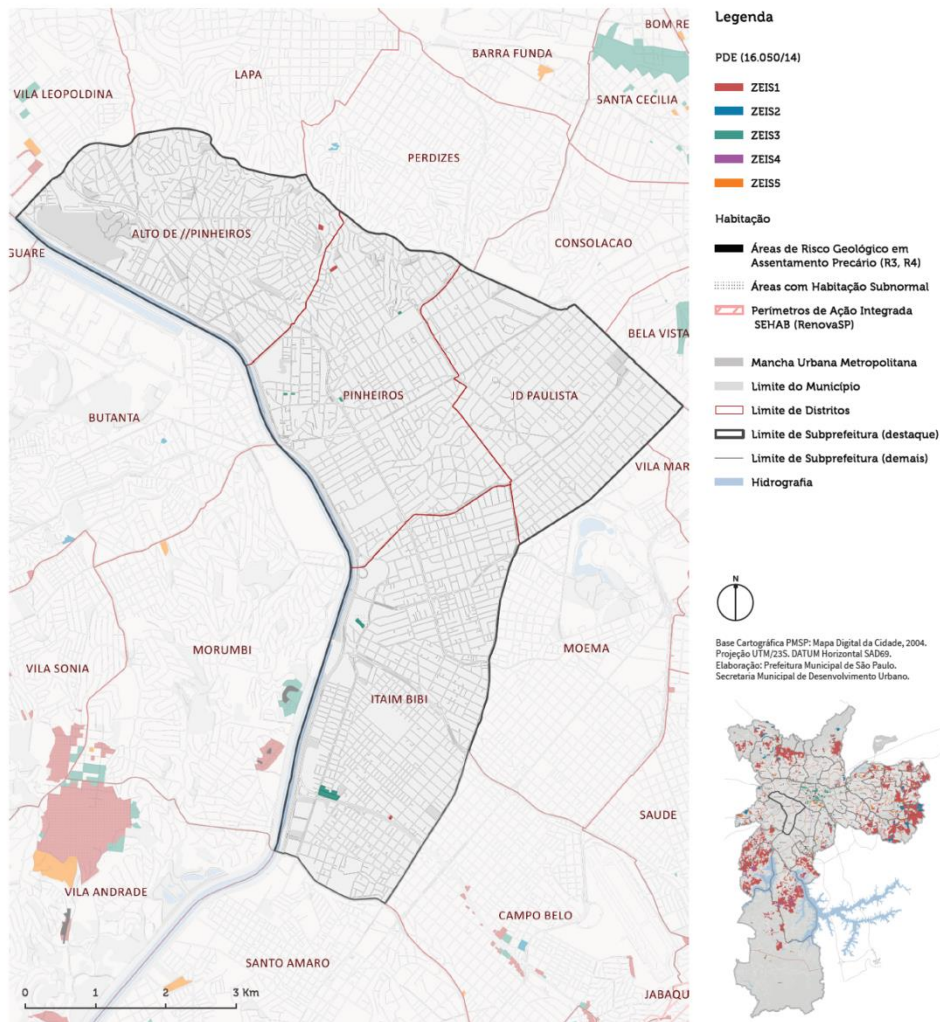 BOM RE
BARRA FUNDA
LAPA
VILA LEOPOLDINA
SANTA CECILIA
PERDIZES
ALTO DE //PINHEIROS
CONSOLACAO
GUARE
BELA VISTA
PINHEIROS
JD PAULISTA
BUTANTA
VILA MAR
MORUMBI
MOEMA
VILA SONIA
ITAIM BIBI
SAUDE
VILA ANDRADE
CAMPO BELO
SANTO AMARO
JABAQU
0 1 2 3 Km
Legenda
PDE (16.050/14)
ZEIS1
ZEIS2
ZEIS3
ZEIS4
ZEIS5
Habitação
Áreas de Risco Geológico em
Assentamento Precário (R3, R4)
Áreas com Habitação Subnormal
Perímetros de Ação Integrada
SEHAB (RenovaSP)
Mancha Urbana Metropolitana
Limite do Município
Limite de Distritos
Limite de Subprefeitura (destaque)
Limite de Subprefeitura (demais)
Hidrografia
N
Base Cartográfica PMSP: Mapa Digital da Cidade, 2004.
Projeção UTM/23S. DATUM Horizontal SAD69.
Elaboração: Prefeitura Municipal de São Paulo.
Secretaria Municipal de Desenvolvimento Urbano.